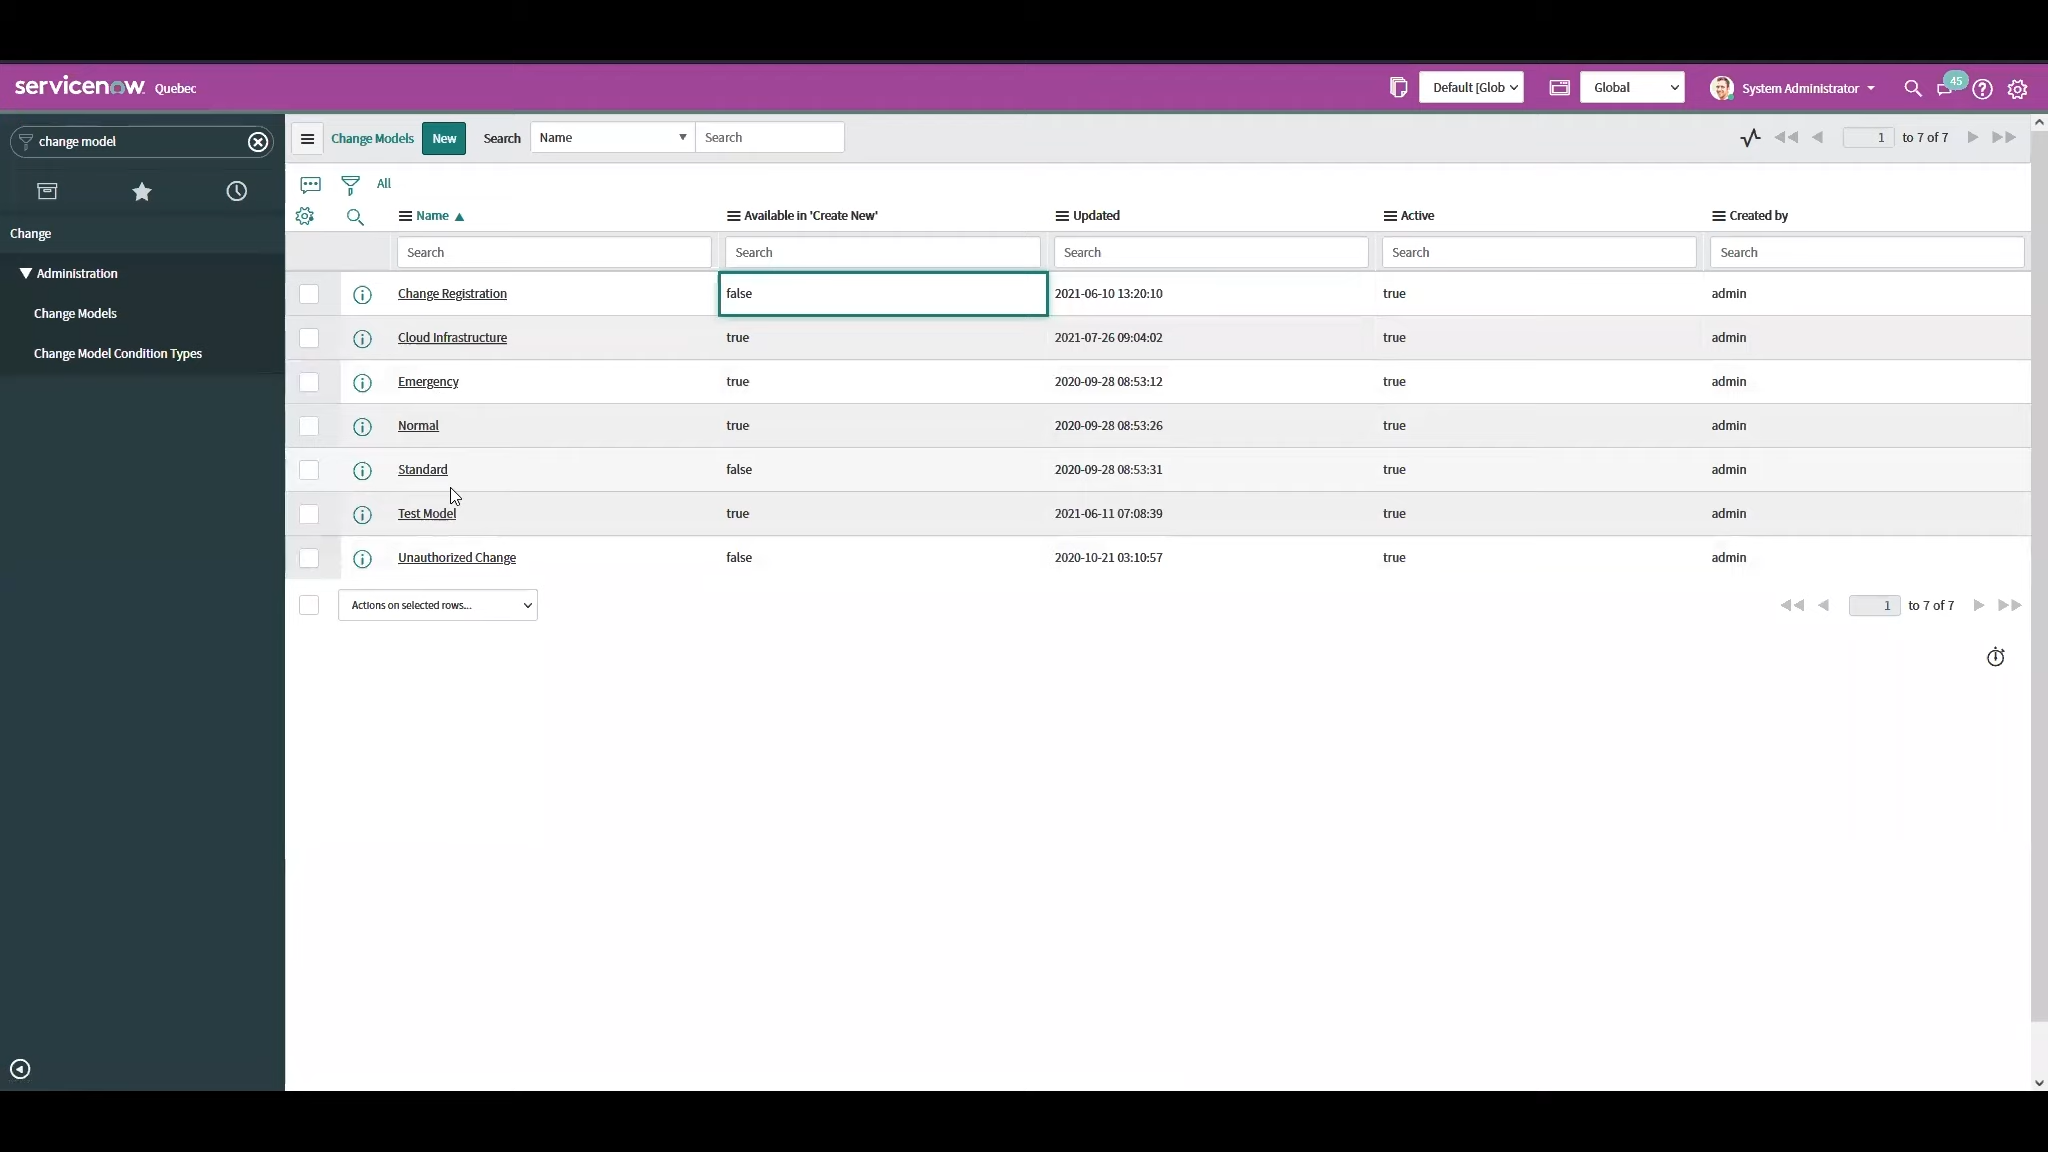 servicenow. Quebec Default [Glob Global System Administrator 45
change model
Change
Administration
Change Models
Change Model Condition Types
Change Models New Search Name Search 1 to 7 of 7
All
Name Available in 'Create New' Updated Active Created by
Search Search Search Search Search
Change Registration false 2021-06-10 13:20:10 true admin
Cloud Infrastructure true 2021-07-26 09:04:02 true admin
Emergency true 2020-09-28 08:53:12 true admin
Normal true 2020-09-28 08:53:26 true admin
Standard false 2020-09-28 08:53:31 true admin
Test Model true 2021-06-11 07:08:39 true admin
Unauthorized Change false 2020-10-21 03:10:57 true admin
Actions on selected rows... 1 to 7 of 7